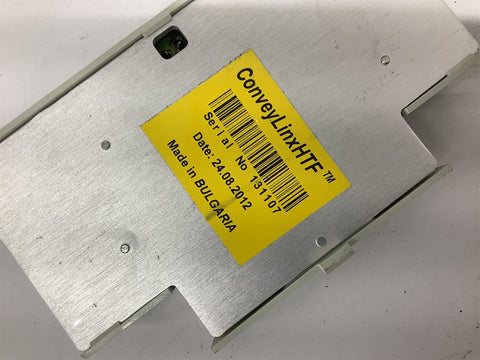 ConveyLinxHTF™
Serial No 131107
Date: 24.08.2012
Made in BULGARIA